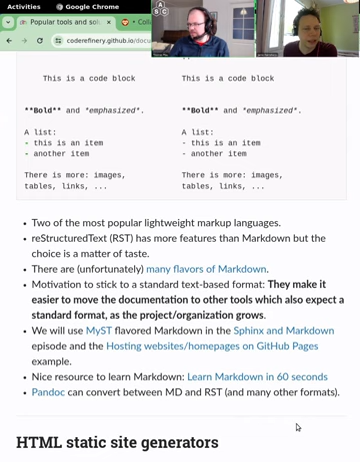 Activities Google Chrome
Popular tools and sol
coderefinery.github.io/docu
This is a code block This is a code block
**Bold** and *emphasized*. **Bold** and *emphasized*.
A list: A list:
- this is an item - this is an item
- another item - another item
There is more: images, There is more: images,
tables, links, ... tables, links, ...
• Two of the most popular lightweight markup languages.
• reStructuredText (RST) has more features than Markdown but the
choice is a matter of taste.
• There are (unfortunately) many flavors of Markdown.
• Motivation to stick to a standard text-based format: They make it
easier to move the documentation to other tools which also expect a
standard format, as the project/organization grows.
• We will use MyST flavored Markdown in the Sphinx and Markdown
episode and the Hosting websites/homepages on GitHub Pages
example.
• Nice resource to learn Markdown: Learn Markdown in 60 seconds
• Pandoc can convert between MD and RST (and many other formats).
HTML static site generators